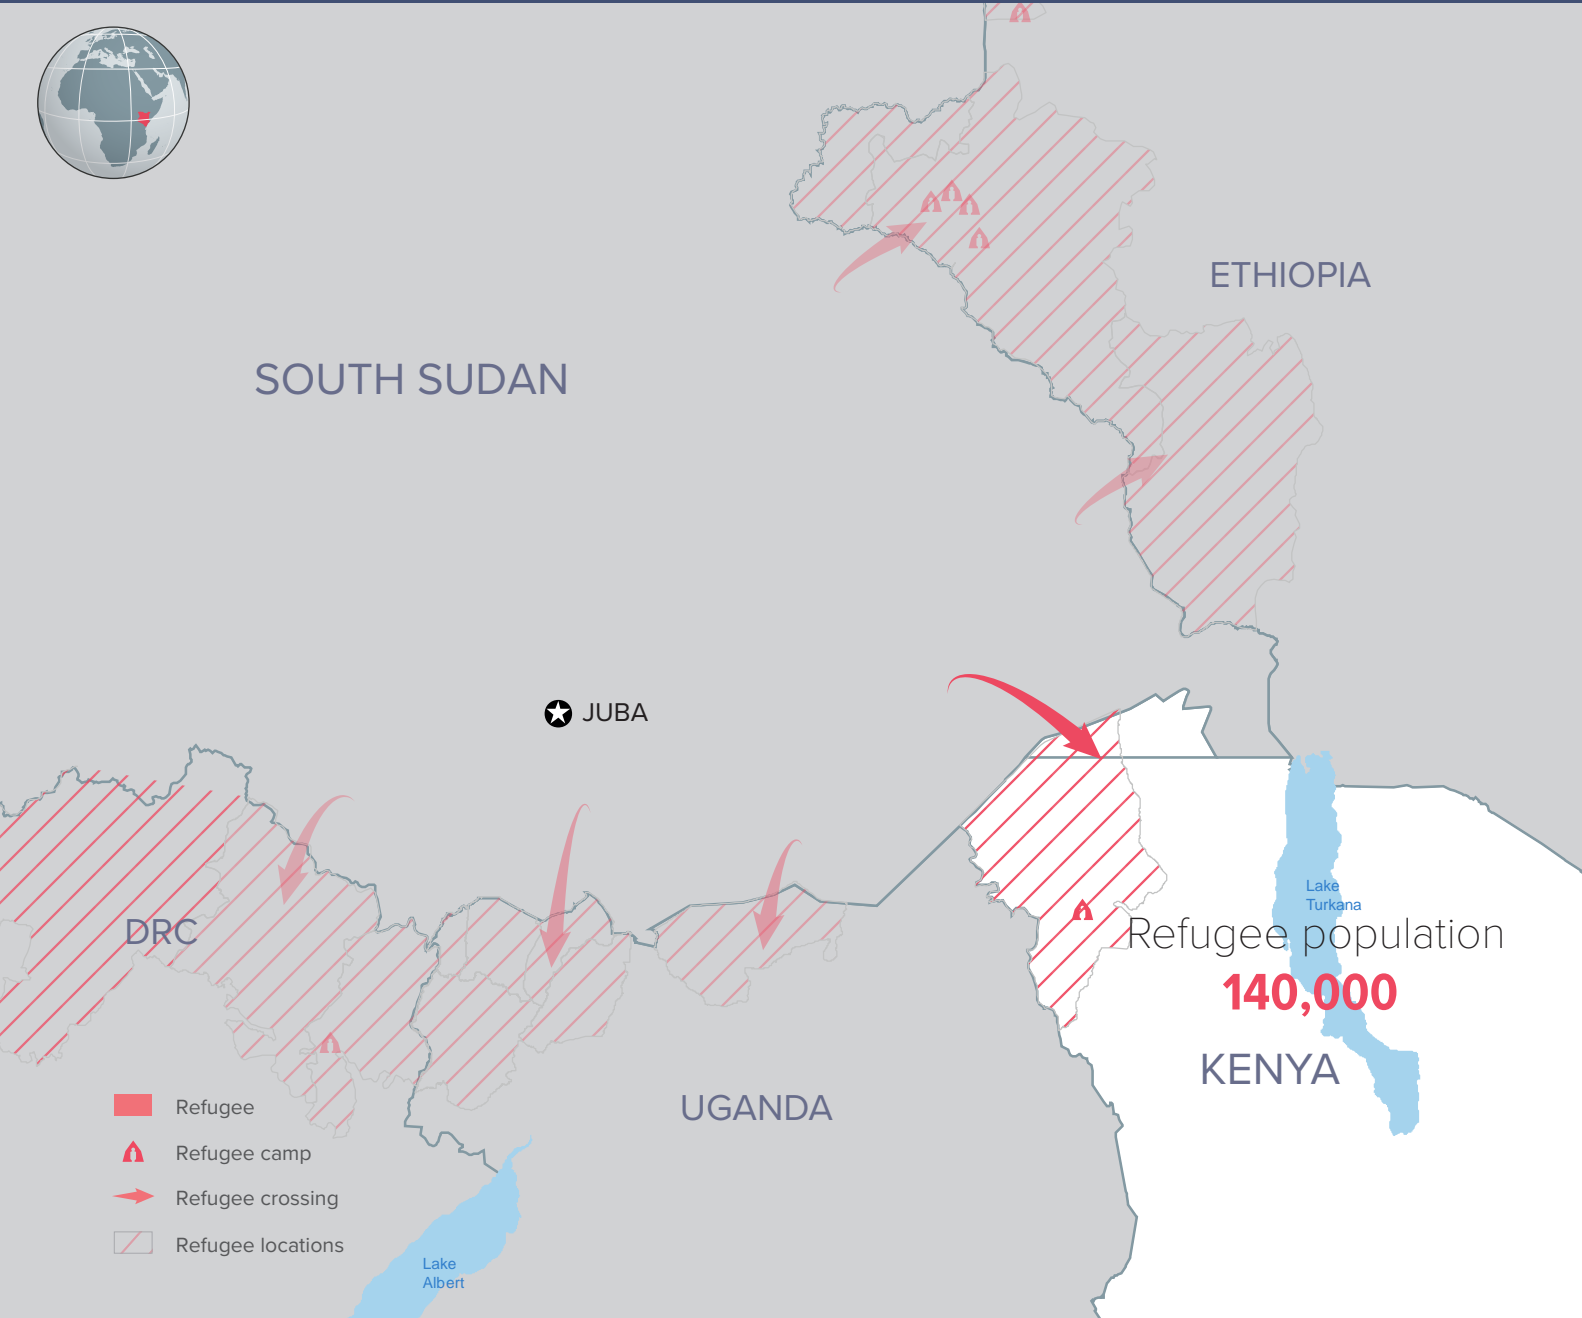 ETHIOPIA
SOUTH SUDAN
JUBA
DRC
Lake
Turkana
Refugee population
140,000
KENYA
UGANDA
Refugee
Refugee camp
Refugee crossing
Refugee locations
Lake
Albert